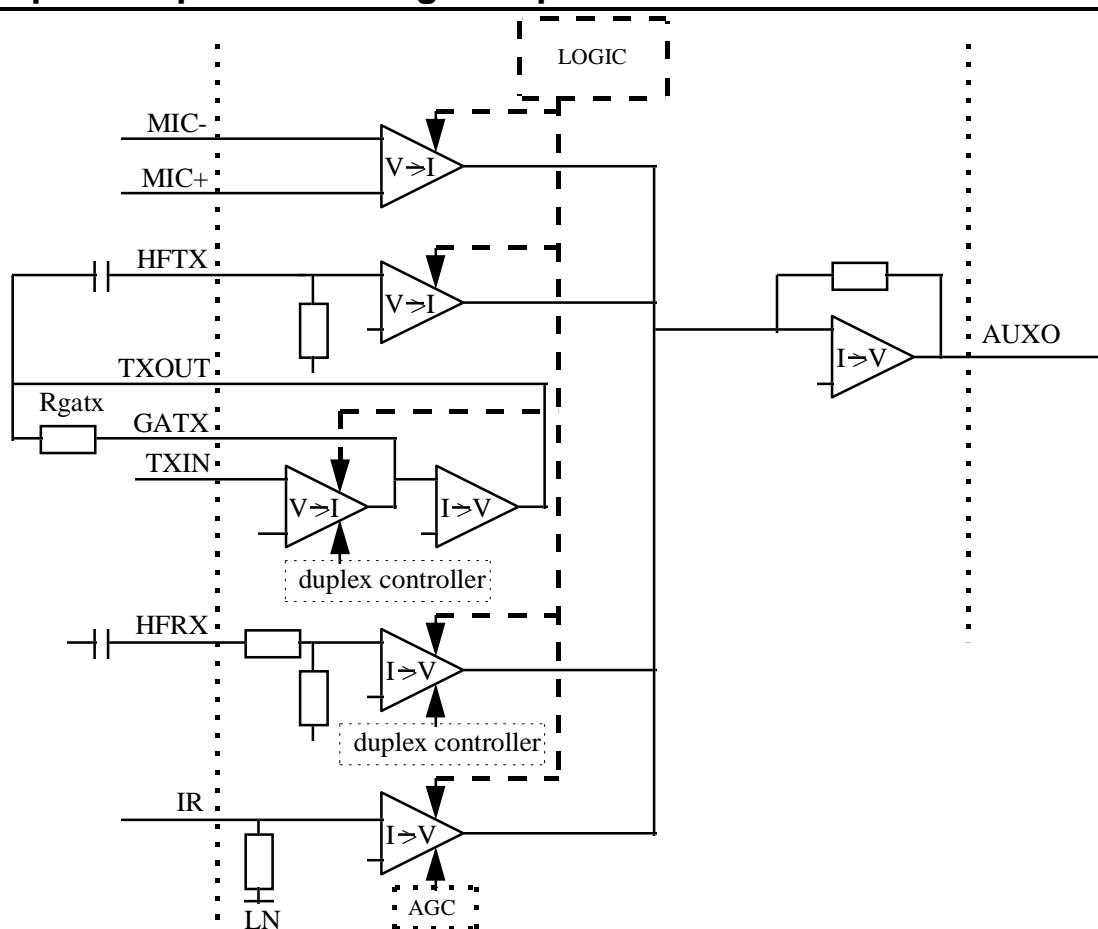 LOGIC
MIC-
V->I
MIC+
HFTX
V->I
TXOUT
AUXO
I->V
Rgatx
GATX
TXIN
V->I
I->V
duplex controller
HFRX
I->V
duplex controller
IR
I->V
AGC
LN